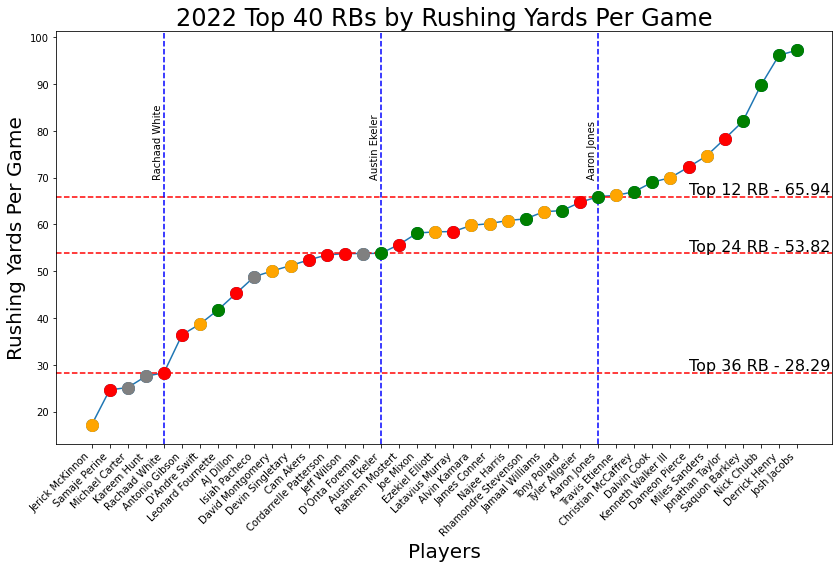 2022 Top 40 RBs by Rushing Yards Per Game
Rushing Yards Per Game
100
90
80
70
60
50
40
30
20
Rachaad White
Austin Ekeler
Aaron Jones
Top 12 RB - 65.94
Top 24 RB - 53.82
Top 36 RB - 28.29
Jerick McKinnon
Samaje Perine
Michael Carter
Kareem Hunt
Rachaad White
Antonio Gibson
D'Andre Swift
Leonard Fournette
AJ Dillon
Isiah Pacheco
David Montgomery
Devin Singletary
Cam Akers
Cordarrelle Patterson
Jeff Wilson
D'Onta Foreman
Austin Ekeler
Raheem Mostert
Joe Mixon
Ezekiel Elliott
Latavius Murray
Alvin Kamara
James Conner
Najee Harris
Rhamondre Stevenson
Jamaal Williams
Tony Pollard
Tyler Allgeier
Aaron Jones
Travis Etienne
Christian McCaffrey
Dalvin Cook
Kenneth Walker III
Dameon Pierce
Miles Sanders
Jonathan Taylor
Saquon Barkley
Nick Chubb
Derrick Henry
Josh Jacobs
Players